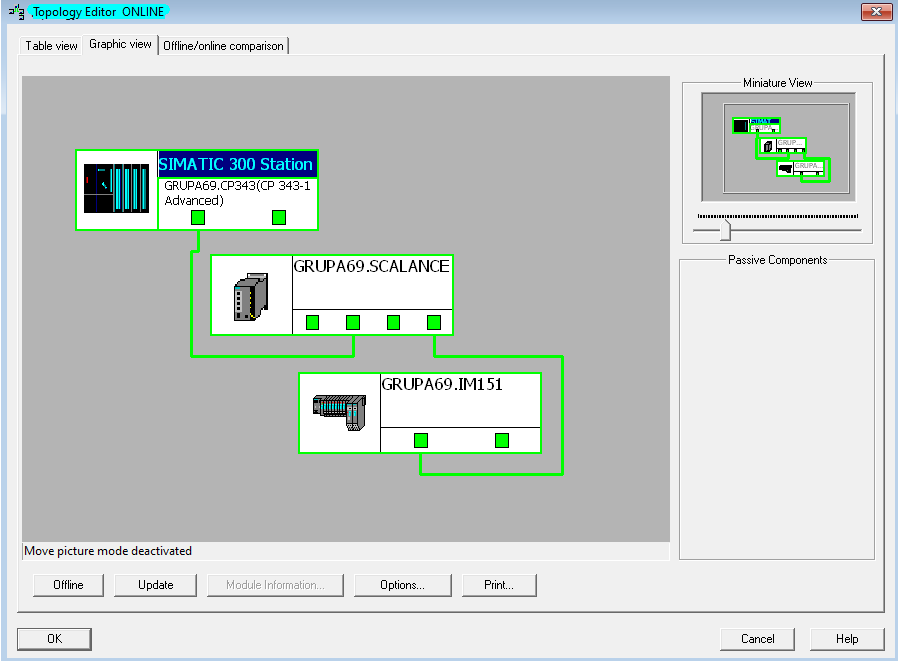 Topology Editor ONLINE
Table view
Graphic view
Offline/online comparison
SIMATIC 300 Station
GRUPA69.CP343(CP 343-1
Advanced)
GRUPA69.SCALANCE
GRUPA69.IM151
Miniature View
GRUP...
GRUPA...
Passive Components
Move picture mode deactivated
Offline
Update
Module Information...
Options...
Print...
OK
Cancel
Help